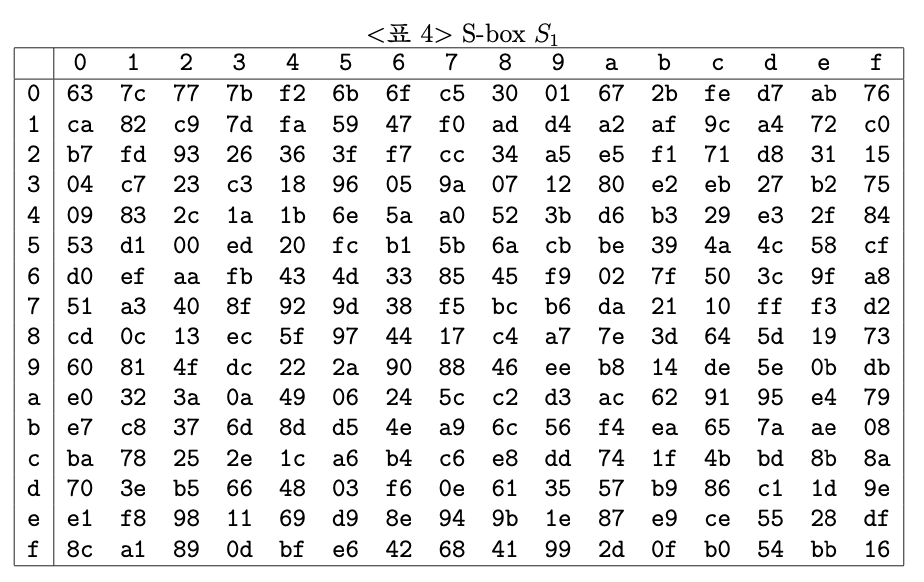 <표 4> S-box S1
0 1 2 3 4 5 6 7 8 9 a b c d e f
0 63 7c 77 7b f2 6b 6f c5 30 01 67 2b fe d7 ab 76
1 ca 82 c9 7d fa 59 47 f0 ad d4 a2 af 9c a4 72 c0
2 b7 fd 93 26 36 3f f7 cc 34 a5 e5 f1 71 d8 31 15
3 04 c7 23 c3 18 96 05 9a 07 12 80 e2 eb 27 b2 75
4 09 83 2c 1a 1b 6e 5a a0 52 3b d6 b3 29 e3 2f 84
5 53 d1 00 ed 20 fc b1 5b 6a cb be 39 4a 4c 58 cf
6 d0 ef aa fb 43 4d 33 85 45 f9 02 7f 50 3c 9f a8
7 51 a3 40 8f 92 9d 38 f5 bc b6 da 21 10 ff f3 d2
8 cd 0c 13 ec 5f 97 44 17 c4 a7 7e 3d 64 5d 19 73
9 60 81 4f dc 22 2a 90 88 46 ee b8 14 de 5e 0b db
a e0 32 3a 0a 49 06 24 5c c2 d3 ac 62 91 95 e4 79
b e7 c8 37 6d 8d d5 4e a9 6c 56 f4 ea 65 7a ae 08
c ba 78 25 2e 1c a6 b4 c6 e8 dd 74 1f 4b bd 8b 8a
d 70 3e b5 66 48 03 f6 0e 61 35 57 b9 86 c1 1d 9e
e e1 f8 98 11 69 d9 8e 94 9b 1e 87 e9 ce 55 28 df
f 8c a1 89 0d bf e6 42 68 41 99 2d 0f b0 54 bb 16